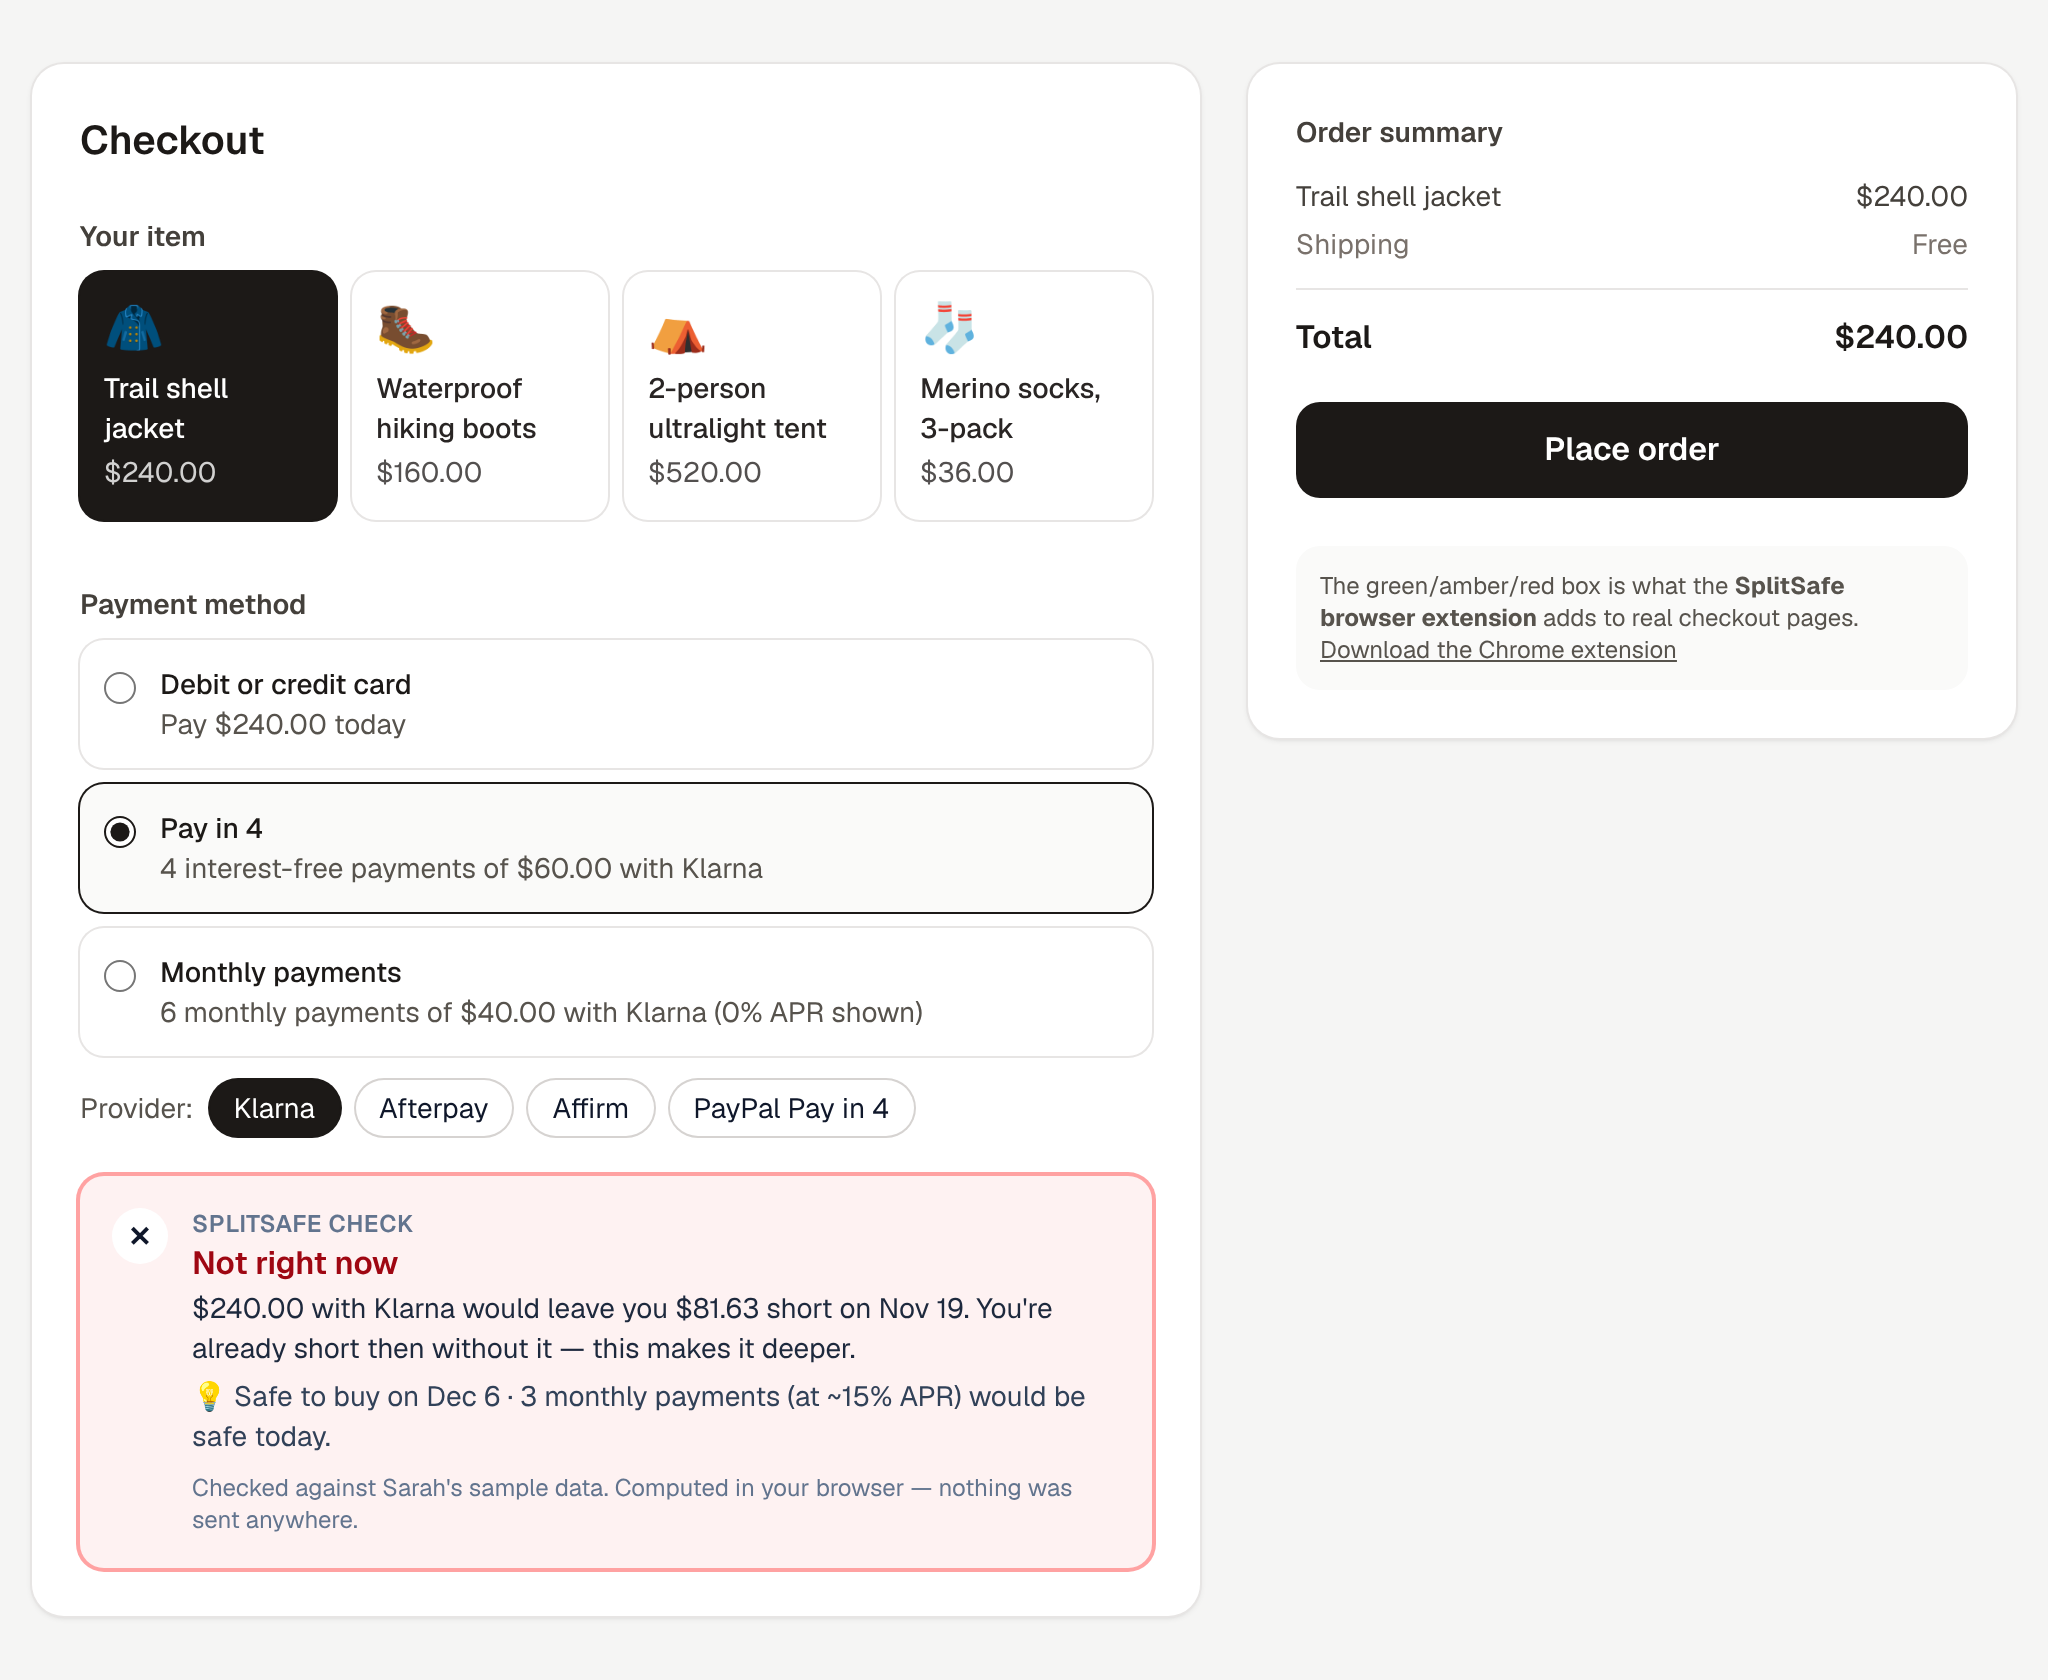 Checkout
Your item
Trail shell
jacket
$240.00
Waterproof
hiking boots
$160.00
2-person
ultralight tent
$520.00
Merino socks,
3-pack
$36.00
Payment method
Debit or credit card
Pay $240.00 today
Pay in 4
4 interest-free payments of $60.00 with Klarna
Monthly payments
6 monthly payments of $40.00 with Klarna (0% APR shown)
Provider: Klarna Afterpay Affirm PayPal Pay in 4
SPLITSAFE CHECK
Not right now
$240.00 with Klarna would leave you $81.63 short on Nov 19. You're
already short then without it — this makes it deeper.
💡 Safe to buy on Dec 6 · 3 monthly payments (at ~15% APR) would be
safe today.
Checked against Sarah's sample data. Computed in your browser — nothing was
sent anywhere.
Order summary
Trail shell jacket $240.00
Shipping Free
Total $240.00
Place order
The green/amber/red box is what the SplitSafe
browser extension adds to real checkout pages.
Download the Chrome extension